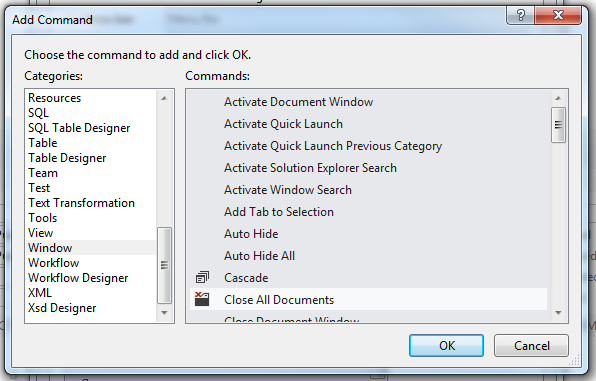 Add Command
Choose the command to add and click OK.
Categories:
Resources
SQL
SQL Table Designer
Table
Table Designer
Team
Test
Text Transformation
Tools
View
Window
Workflow
Workflow Designer
XML
Xsd Designer
Commands:
Activate Document Window
Activate Quick Launch
Activate Quick Launch Previous Category
Activate Solution Explorer Search
Activate Window Search
Add Tab to Selection
Auto Hide
Auto Hide All
Cascade
Close All Documents
Close Document Window
OK
Cancel